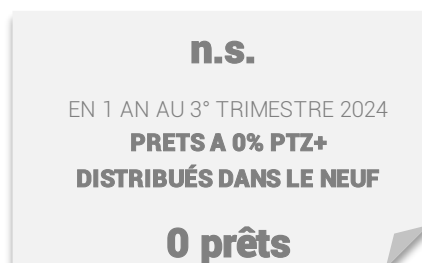 n.s.
EN 1 AN AU 3° TRIMESTRE 2024
PRETS A 0% PTZ+
DISTRIBUÉS DANS LE NEUF
0 prêts